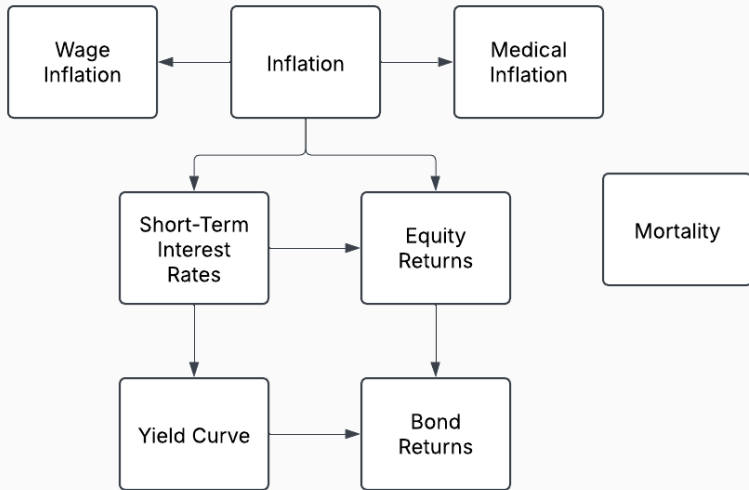 Wage
Inflation
Inflation
Medical
Inflation
Short-Term
Interest
Rates
Equity
Returns
Mortality
Yield Curve
Bond
Returns